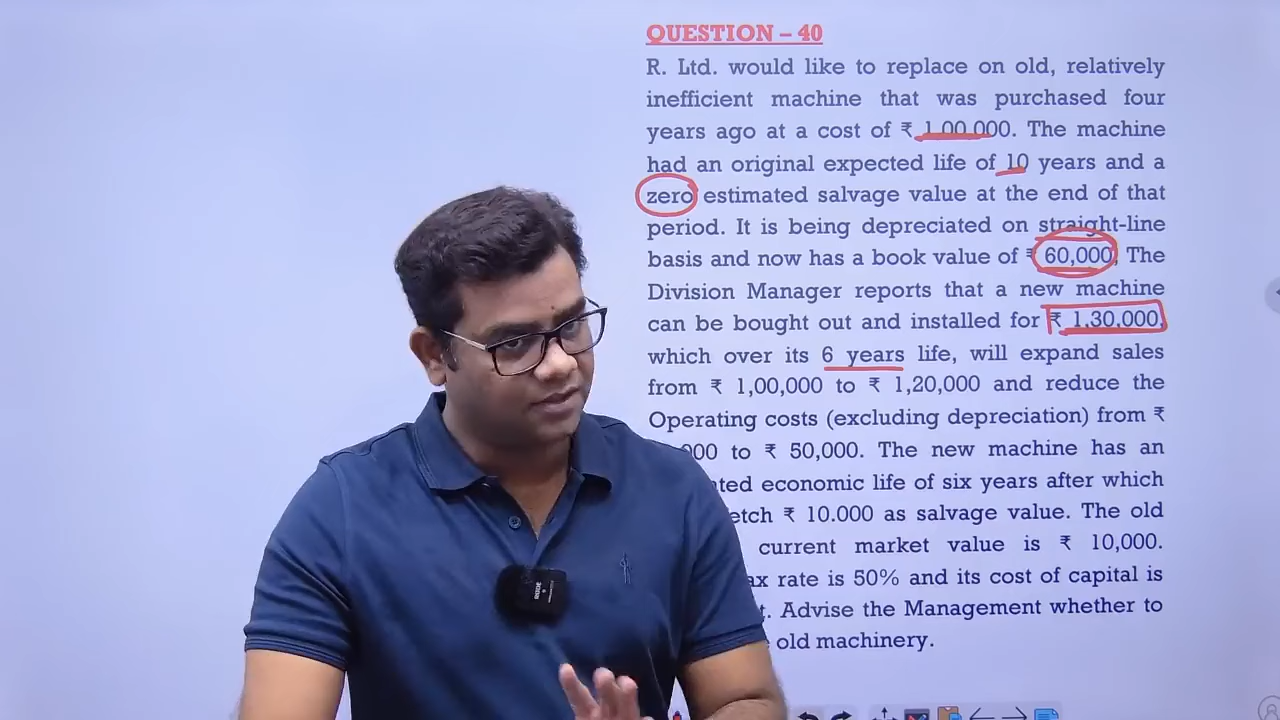 QUESTION – 40
R. Ltd. would like to replace on old, relatively
inefficient machine that was purchased four
years ago at a cost of ₹ 1,00,000. The machine
had an original expected life of 10 years and a
zero estimated salvage value at the end of that
period. It is being depreciated on straight-line
basis and now has a book value of ₹ 60,000. The
Division Manager reports that a new machine
can be bought out and installed for ₹ 1,30,000,
which over its 6 years life, will expand sales
from ₹ 1,00,000 to ₹ 1,20,000 and reduce the
Operating costs (excluding depreciation) from ₹
000 to ₹ 50,000. The new machine has an
economic life of six years after which
₹ 10.000 as salvage value. The old
current market value is ₹ 10,000.
rate is 50% and its cost of capital is
Advise the Management whether to
old machinery.